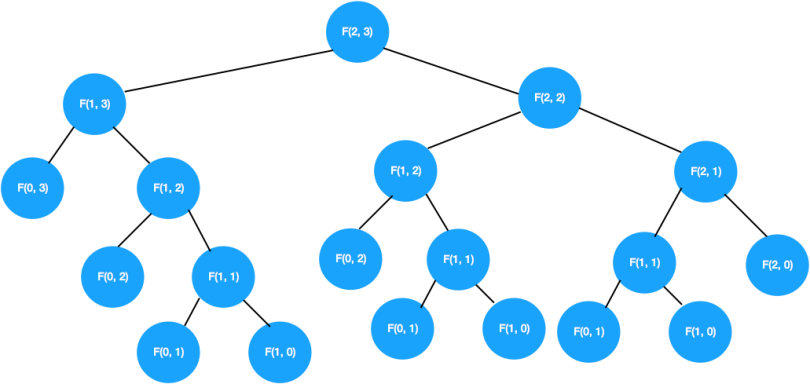 F(2, 3)
F(1, 3)
F(2, 2)
F(0, 3)
F(1, 2)
F(1, 2)
F(2, 1)
F(0, 2)
F(1, 1)
F(0, 2)
F(1, 1)
F(1, 1)
F(2, 0)
F(0, 1)
F(1, 0)
F(0, 1)
F(1, 0)
F(0, 1)
F(1, 0)